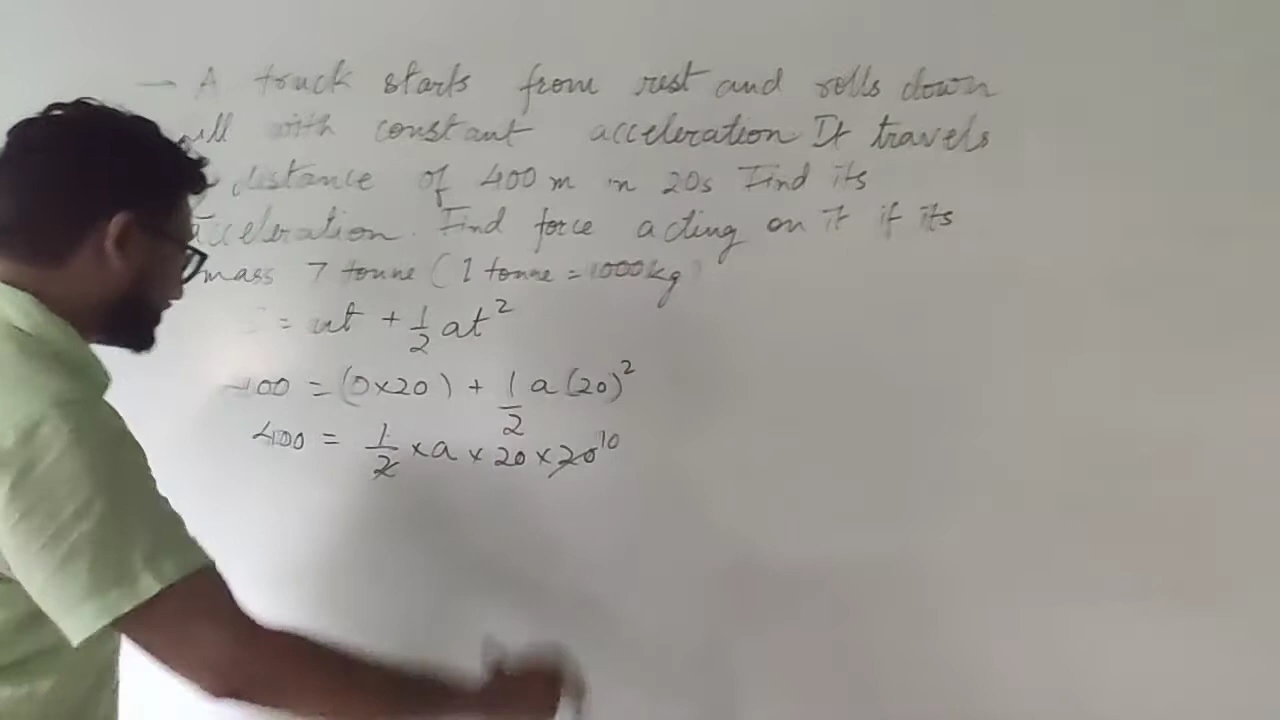 — A truck starts from rest and rolls down
with constant acceleration It travels
distance of 400 m in 20s Find its
acceleration. Find force acting on it if its
mass 7 tonne (1 tonne = 1000kg)
= ut + 1/2 at²
400 = (0×20) + 1/2 a(20)²
400 = 1/2 × a × 20 × 20 10